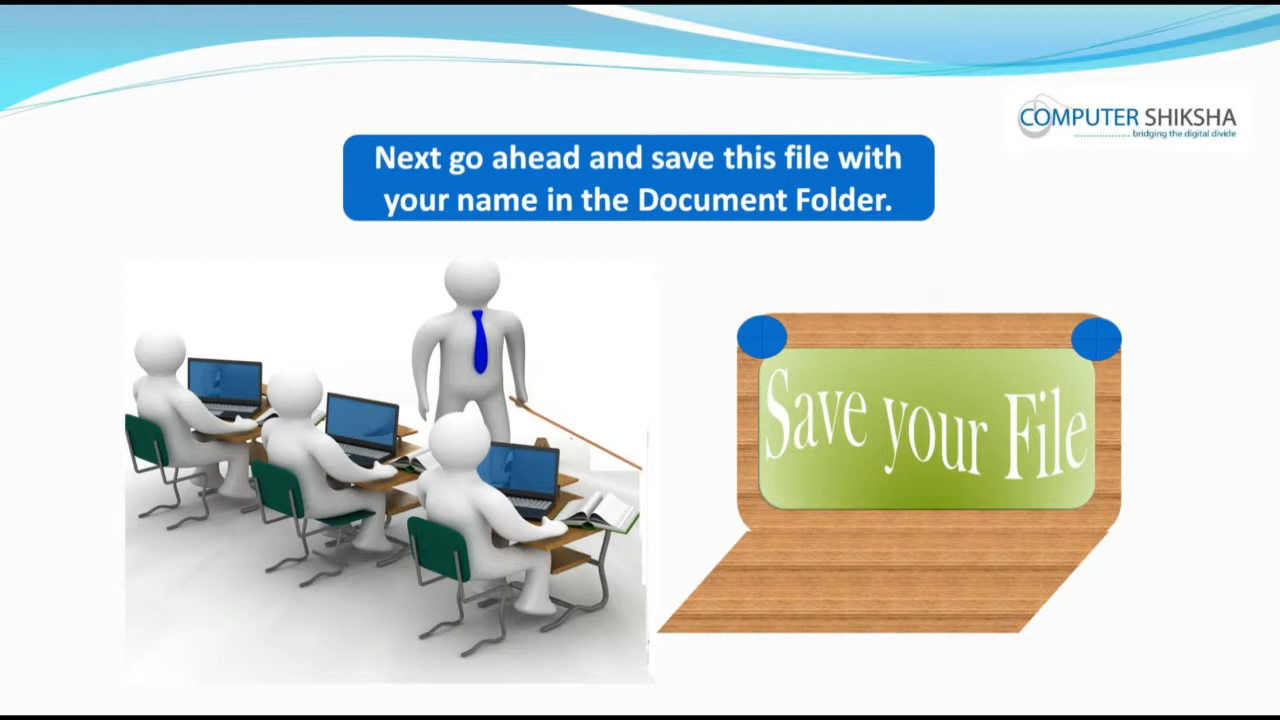 COMPUTER SHIKSHA
............... bridging the digital divide
Next go ahead and save this file with
your name in the Document Folder.
Save your File